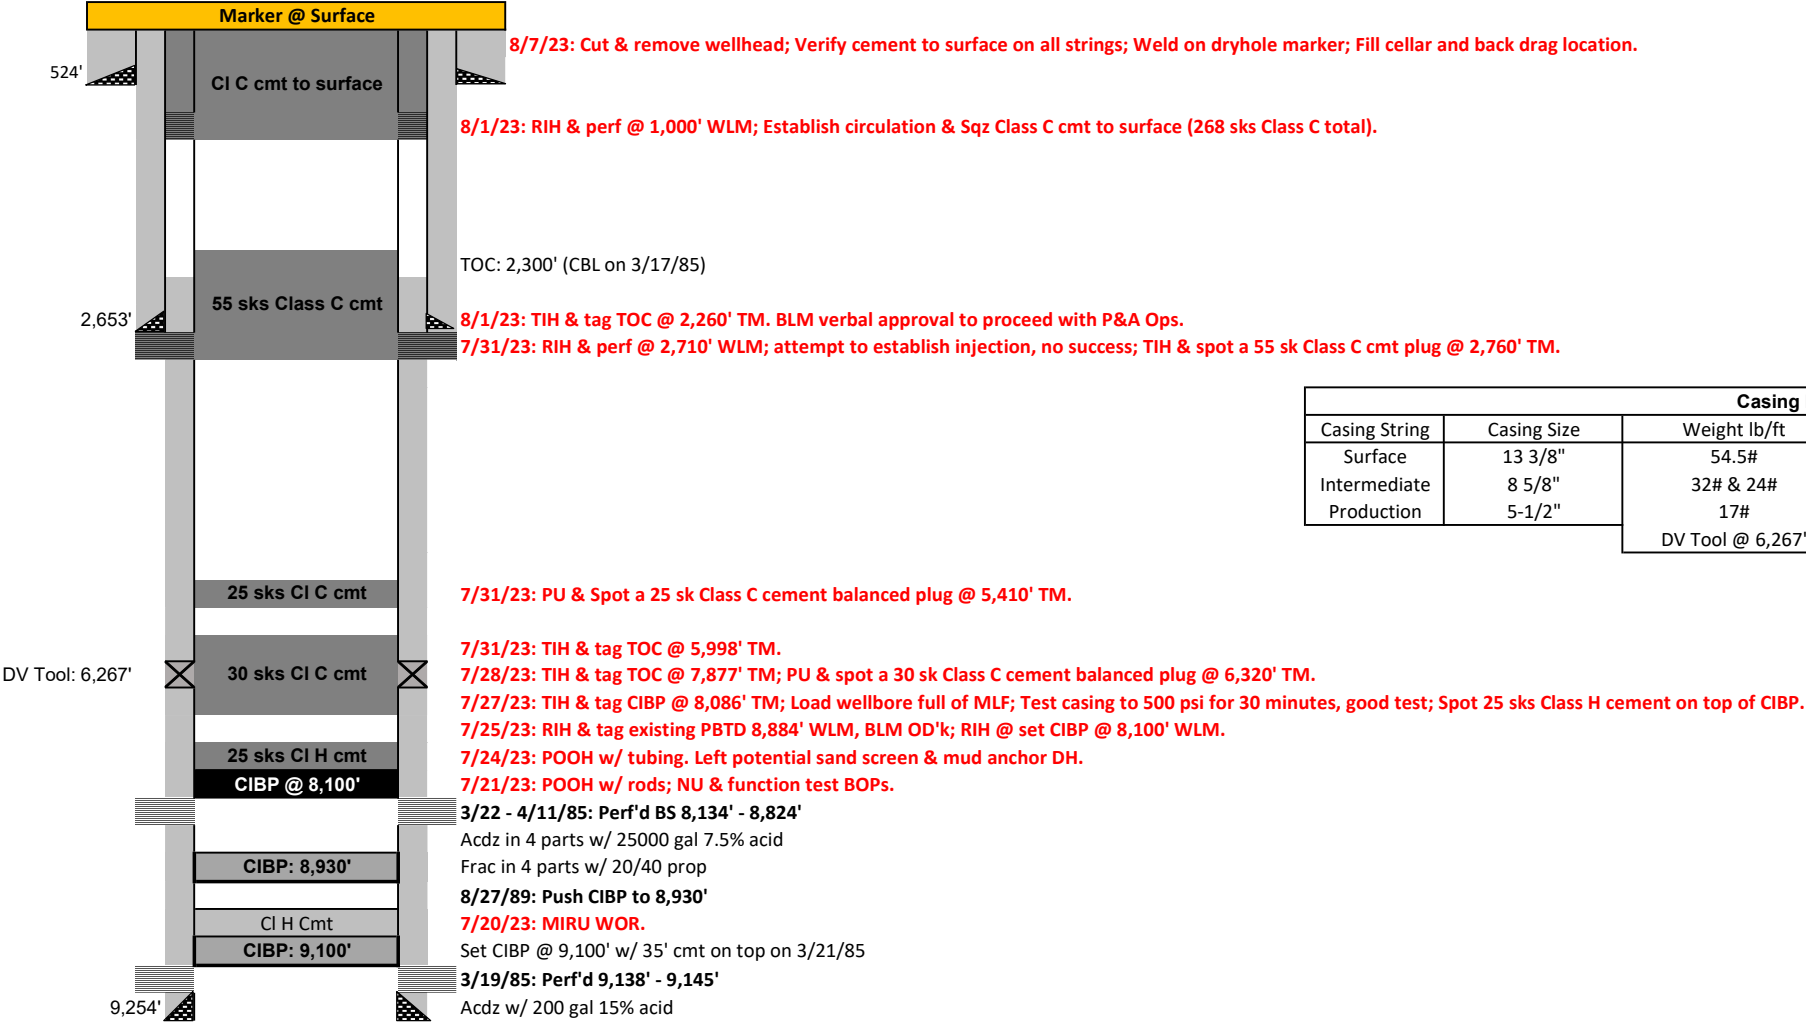 Marker @ Surface
8/7/23: Cut & remove wellhead; Verify cement to surface on all strings; Weld on dryhole marker; Fill cellar and back drag location.
524'
Cl C cmt to surface
8/1/23: RIH & perf @ 1,000' WLM; Establish circulation & Sqz Class C cmt to surface (268 sks Class C total).
TOC: 2,300' (CBL on 3/17/85)
55 sks Class C cmt
2,653'
8/1/23: TIH & tag TOC @ 2,260' TM. BLM verbal approval to proceed with P&A Ops.
7/31/23: RIH & perf @ 2,710' WLM; attempt to establish injection, no success; TIH & spot a 55 sk Class C cmt plug @ 2,760' TM.
Casing
Casing String Casing Size Weight lb/ft
Surface 13 3/8" 54.5#
Intermediate 8 5/8" 32# & 24#
Production 5-1/2" 17#
DV Tool @ 6,267'
25 sks Cl C cmt
7/31/23: PU & Spot a 25 sk Class C cement balanced plug @ 5,410' TM.
7/31/23: TIH & tag TOC @ 5,998' TM.
DV Tool: 6,267'
30 sks Cl C cmt
7/28/23: TIH & tag TOC @ 7,877' TM; PU & spot a 30 sk Class C cement balanced plug @ 6,320' TM.
7/27/23: TIH & tag CIBP @ 8,086' TM; Load wellbore full of MLF; Test casing to 500 psi for 30 minutes, good test; Spot 25 sks Class H cement on top of CIBP.
7/25/23: RIH & tag existing PBTD 8,884' WLM, BLM OD'k; RIH @ set CIBP @ 8,100' WLM.
25 sks Cl H cmt
7/24/23: POOH w/ tubing. Left potential sand screen & mud anchor DH.
CIBP @ 8,100'
7/21/23: POOH w/ rods; NU & function test BOPs.
3/22 - 4/11/85: Perf'd BS 8,134' - 8,824'
Acdz in 4 parts w/ 25000 gal 7.5% acid
CIBP: 8,930'
Frac in 4 parts w/ 20/40 prop
8/27/89: Push CIBP to 8,930'
Cl H Cmt
7/20/23: MIRU WOR.
CIBP: 9,100'
Set CIBP @ 9,100' w/ 35' cmt on top on 3/21/85
3/19/85: Perf'd 9,138' - 9,145'
9,254'
Acdz w/ 200 gal 15% acid